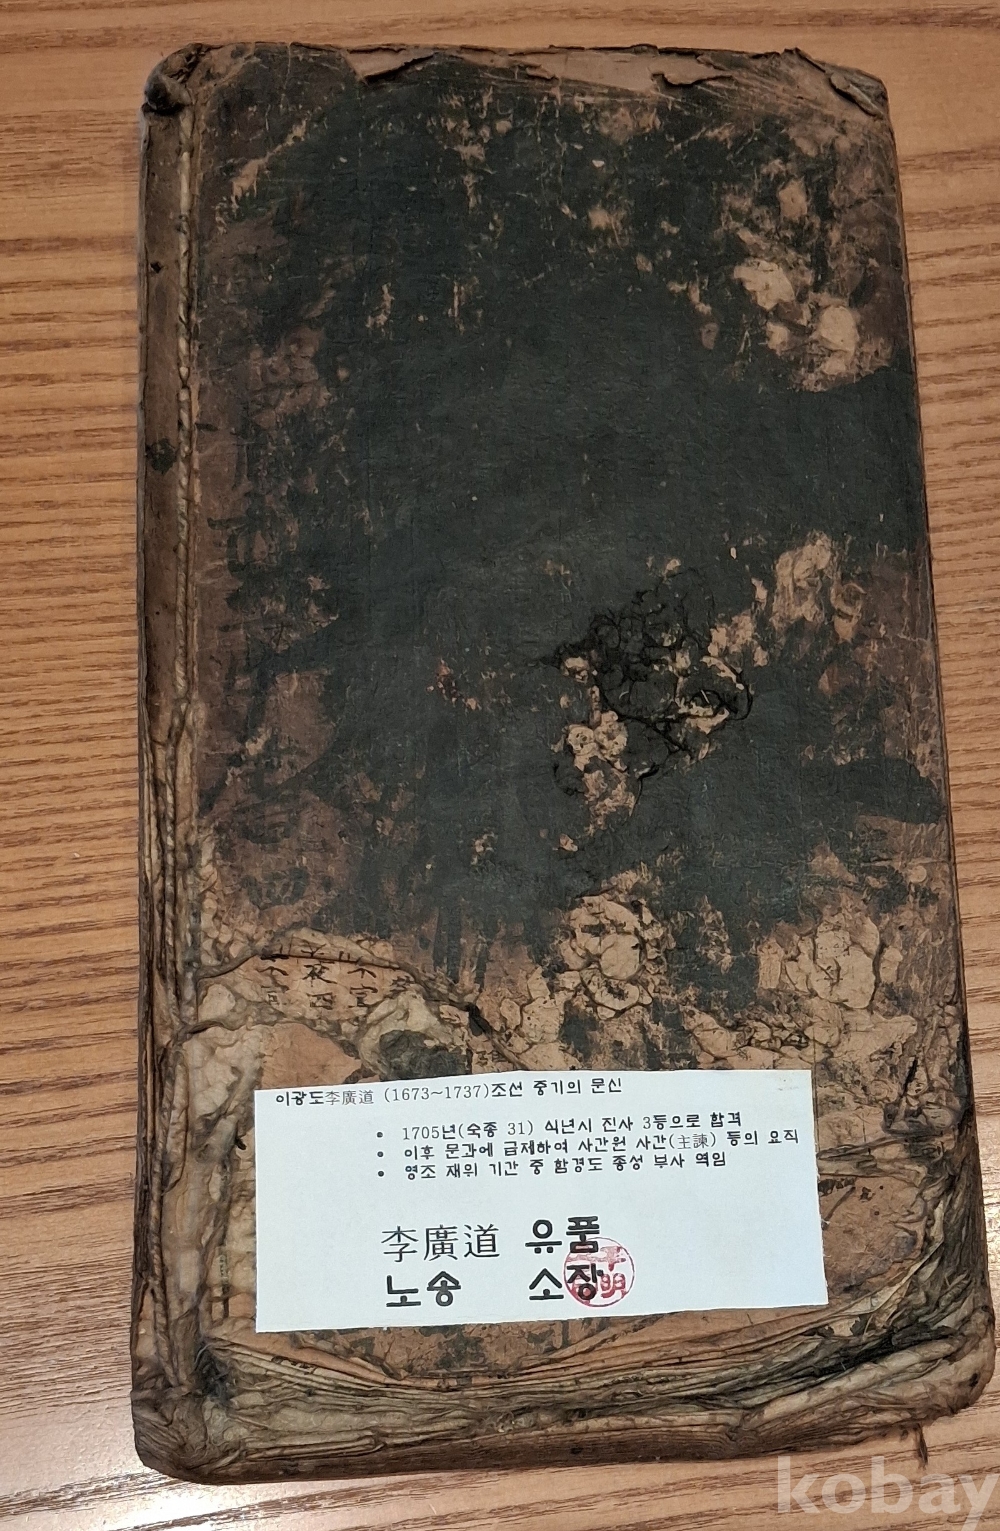 不
夜
宣
이광도李廣道 (1673~1737)조선 중기의 문신
• 1705년(숙종 31) 식년시 진사 3등으로 합격
• 이후 문과에 급제하여 사간원 사간(主諫) 등의 요직
• 영조 재위 기간 중 함경도 종성 부사 역임
李廣道 유품
노송 소장
kobay